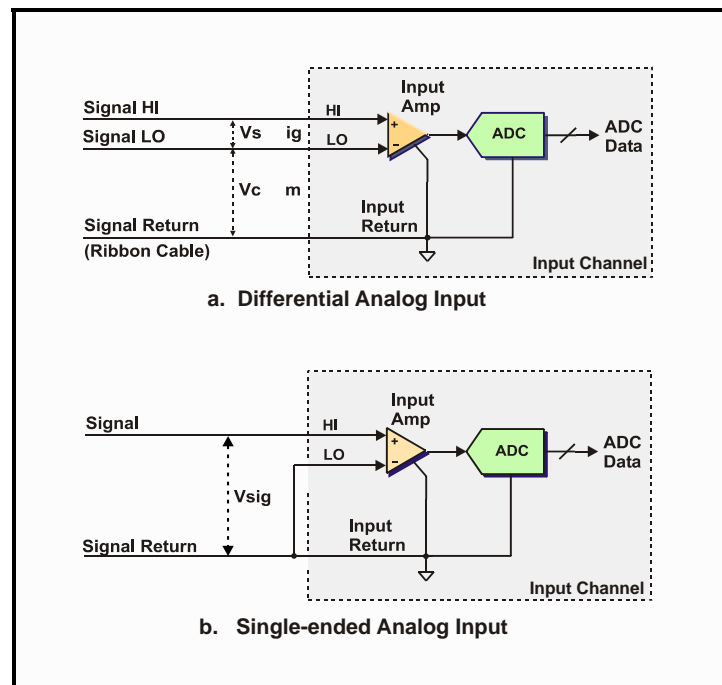 Input
Amp
Signal HI
HI
+
ADC
ADC
Data
Signal LO
Vs ig
LO
-
Vc m
Signal Return
(Ribbon Cable)
Input
Return
Input Channel
a. Differential Analog Input
Input
Amp
Signal
HI
+
ADC
ADC
Data
LO
-
Vsig
Signal Return
Input
Return
Input Channel
b. Single-ended Analog Input